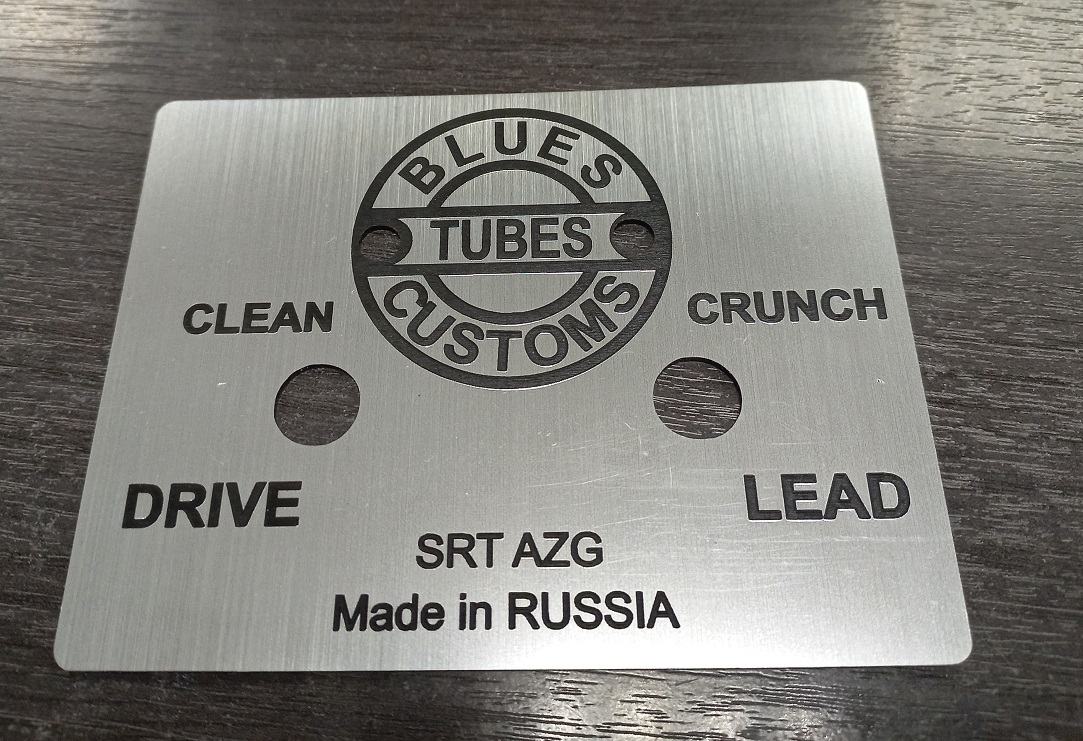 BLUES
TUBES
CUSTOMS
CLEAN
CRUNCH
DRIVE
LEAD
SRT AZG
Made in RUSSIA